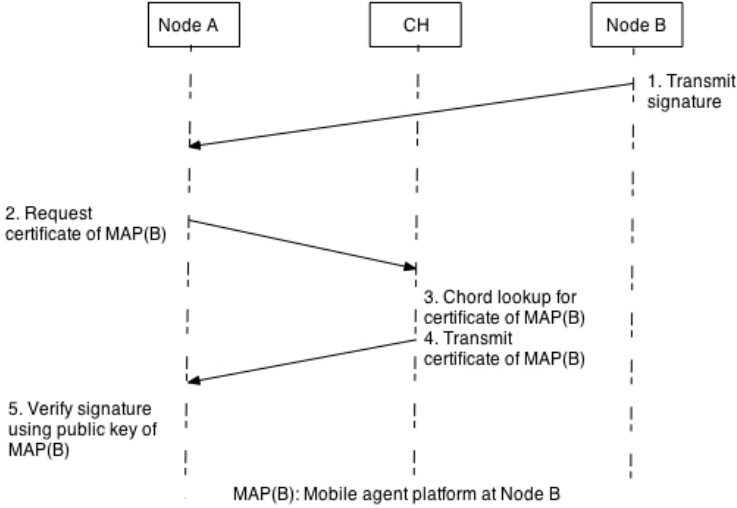 Node A
CH
Node B
1. Transmit
signature
2. Request
certificate of MAP(B)
3. Chord lookup for
certificate of MAP(B)
4. Transmit
certificate of MAP(B)
5. Verify signature
using public key of
MAP(B)
MAP(B): Mobile agent platform at Node B